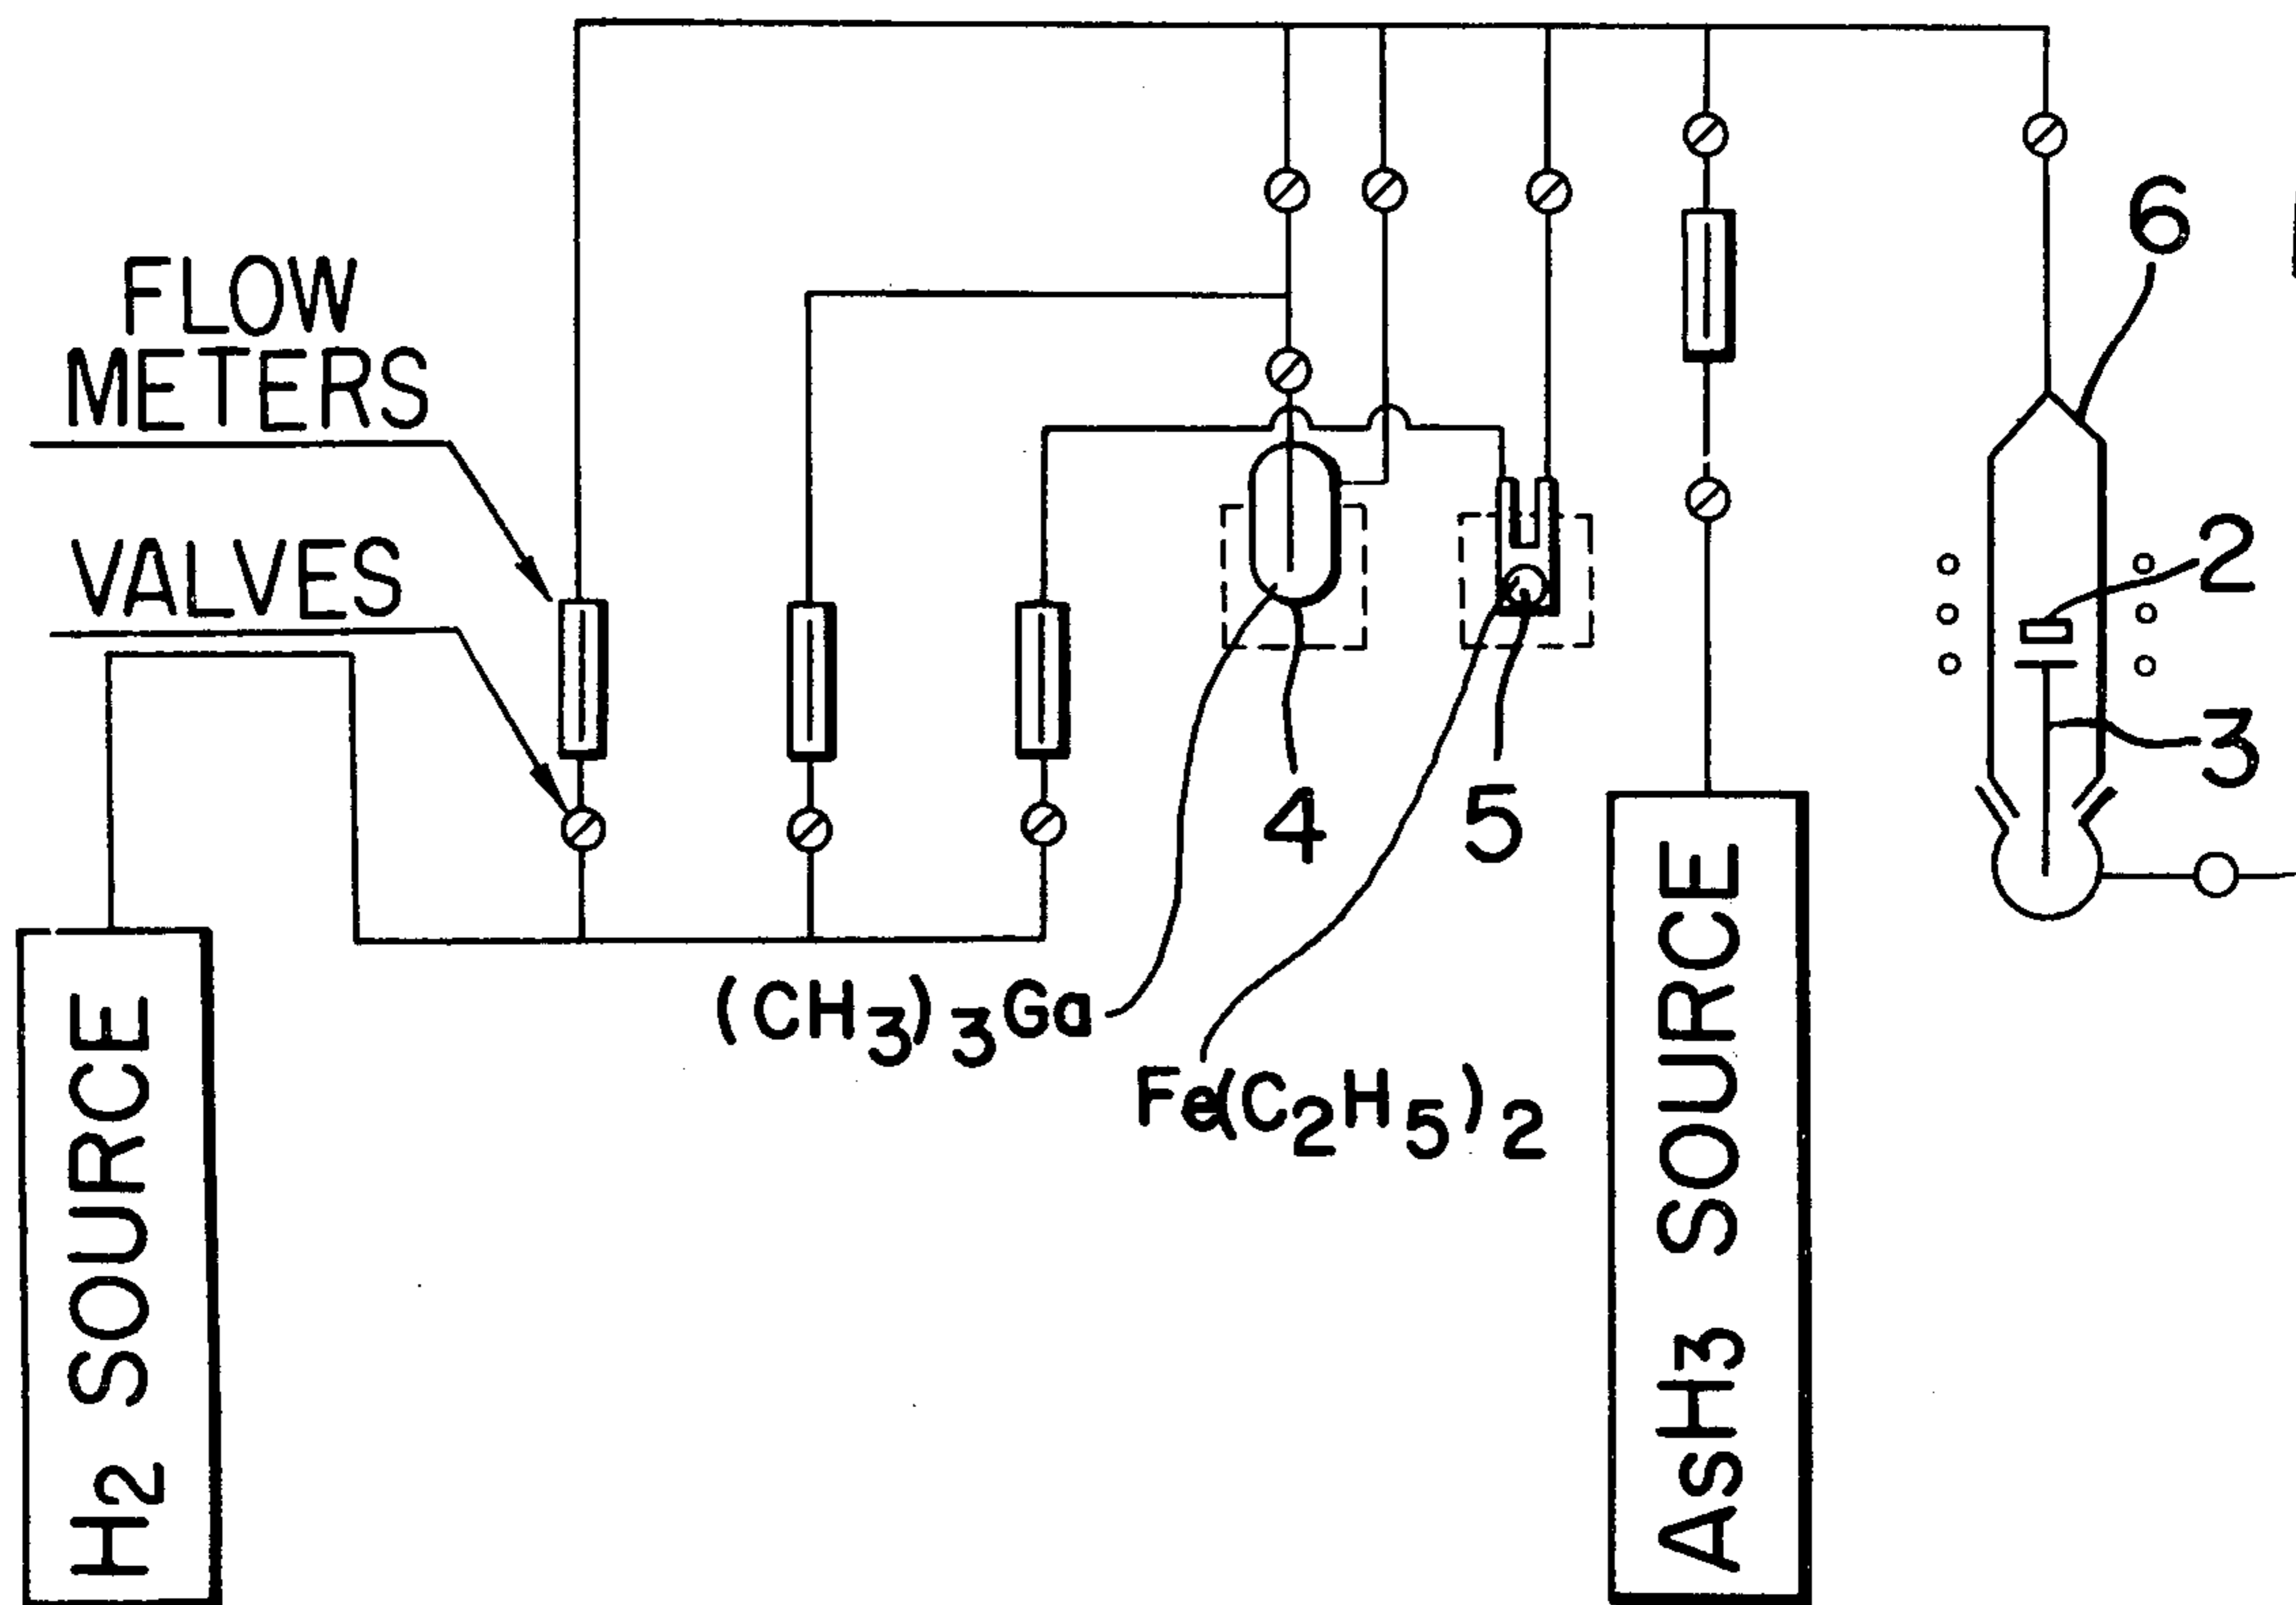 FLOW
METERS
VALVES
6
2
3
4
5
(CH₃)₃Ga
Fe(C₂H₅)₂
H₂ SOURCE
AsH₃ SOURCE